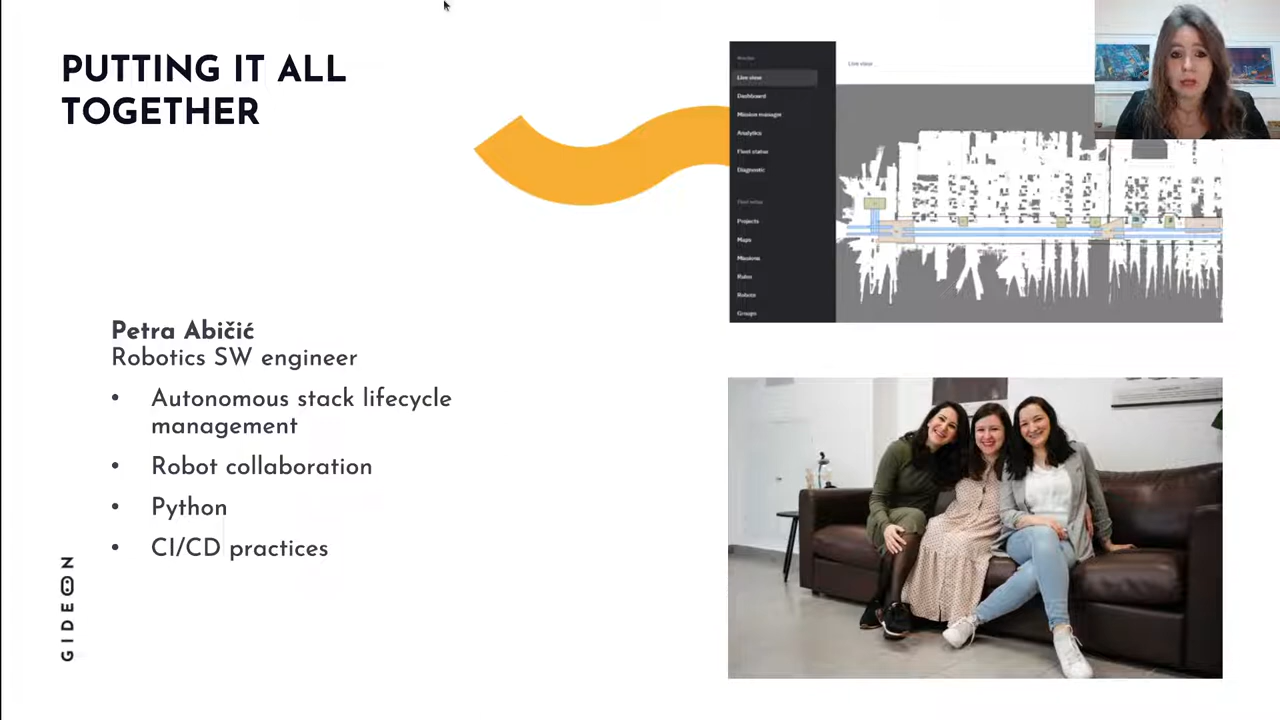 PUTTING IT ALL
TOGETHER
Petra Abičić
Robotics SW engineer
• Autonomous stack lifecycle
management
• Robot collaboration
• Python
• CI/CD practices
GIDEON
Live view
Dashboard
Mission manager
Analytics
Fleet status
Diagnostic
Projects
Maps
Missions
Rules
Robots
Groups
Live view